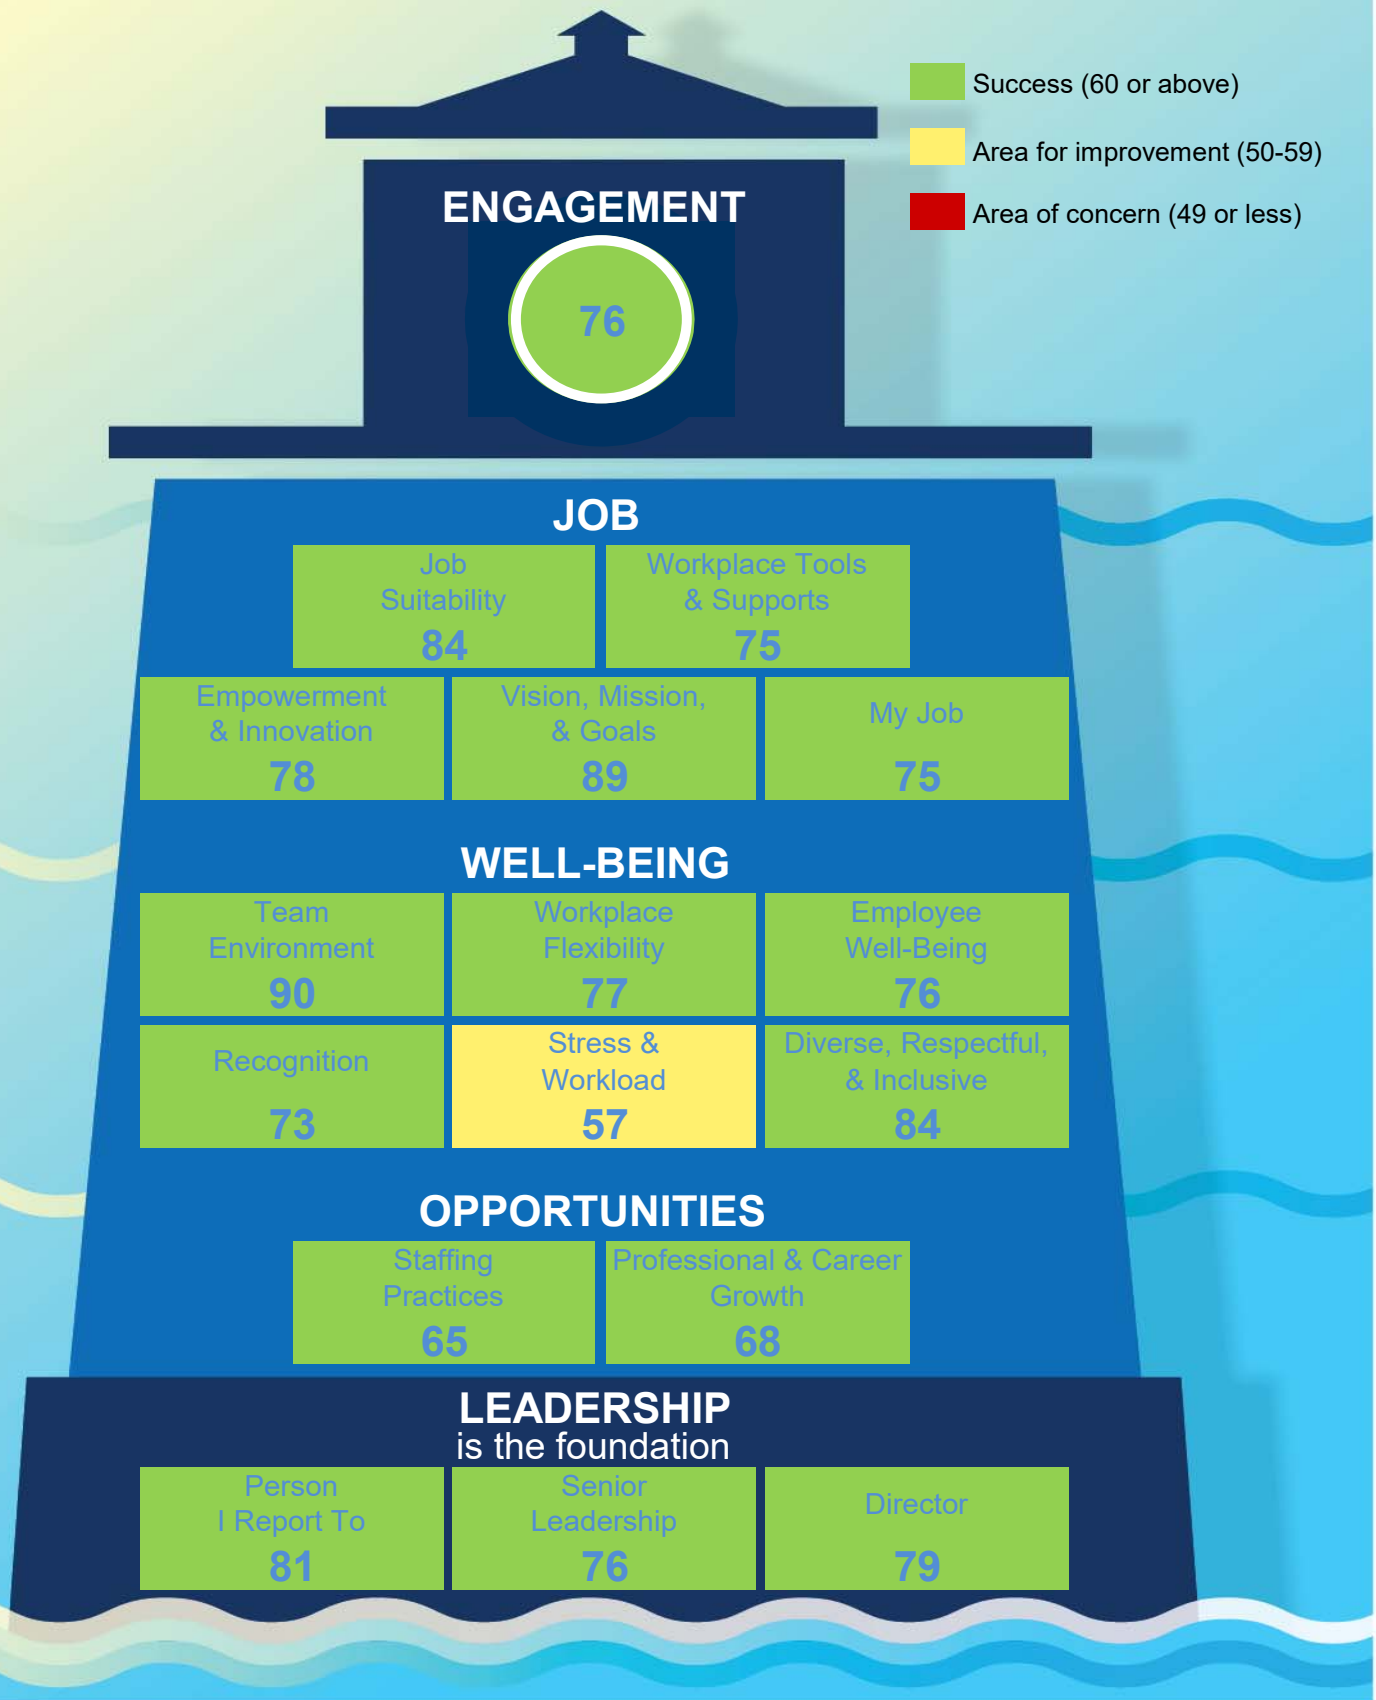 Success (60 or above)
Area for improvement (50-59)
Area of concern (49 or less)
ENGAGEMENT
76
JOB
Job
Suitability
84
Workplace Tools
& Supports
75
Empowerment
& Innovation
78
Vision, Mission,
& Goals
89
My Job
75
WELL-BEING
Team
Environment
90
Workplace
Flexibility
77
Employee
Well-Being
76
Recognition
73
Stress &
Workload
57
Diverse, Respectful,
& Inclusive
84
OPPORTUNITIES
Staffing
Practices
65
Professional & Career
Growth
68
LEADERSHIP
is the foundation
Person
I Report To
81
Senior
Leadership
76
Director
79